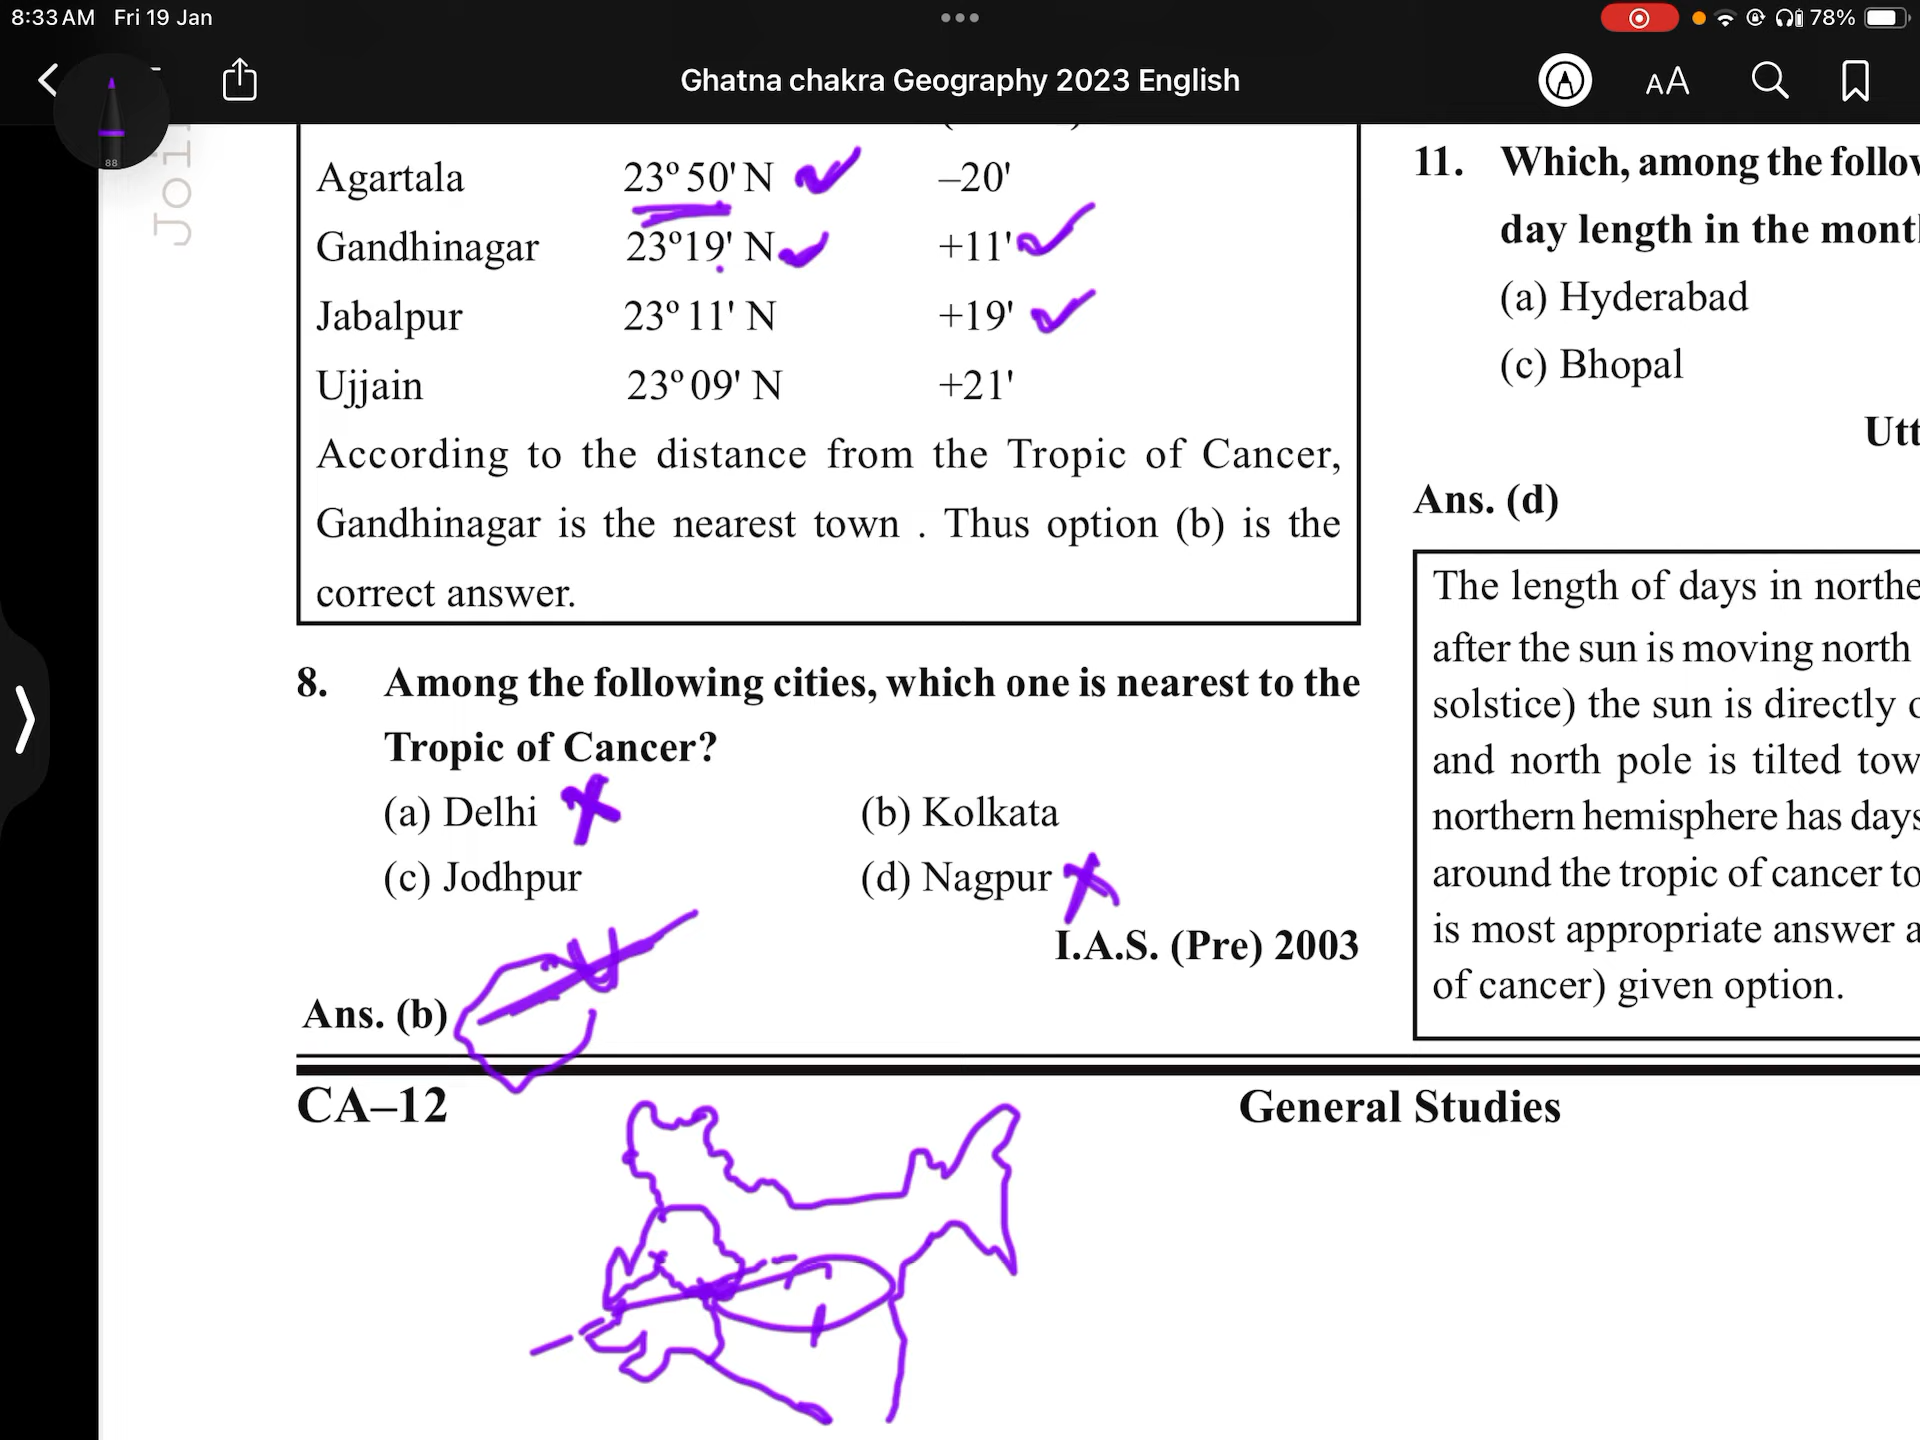 8:33 AM Fri 19 Jan
78%
Ghatna chakra Geography 2023 English
AA
88
Agartala 23° 50' N –20'
Gandhinagar 23°19' N +11'
Jabalpur 23° 11' N +19'
Ujjain 23° 09' N +21'
According to the distance from the Tropic of Cancer,
Gandhinagar is the nearest town . Thus option (b) is the
correct answer.
8. Among the following cities, which one is nearest to the
Tropic of Cancer?
(a) Delhi (b) Kolkata
(c) Jodhpur (d) Nagpur
I.A.S. (Pre) 2003
Ans. (b)
CA–12 General Studies
11. Which, among the follow
day length in the mont
(a) Hyderabad
(c) Bhopal
Utt
Ans. (d)
The length of days in northe
after the sun is moving north
solstice) the sun is directly
and north pole is tilted tow
northern hemisphere has days
around the tropic of cancer to
is most appropriate answer a
of cancer) given option.